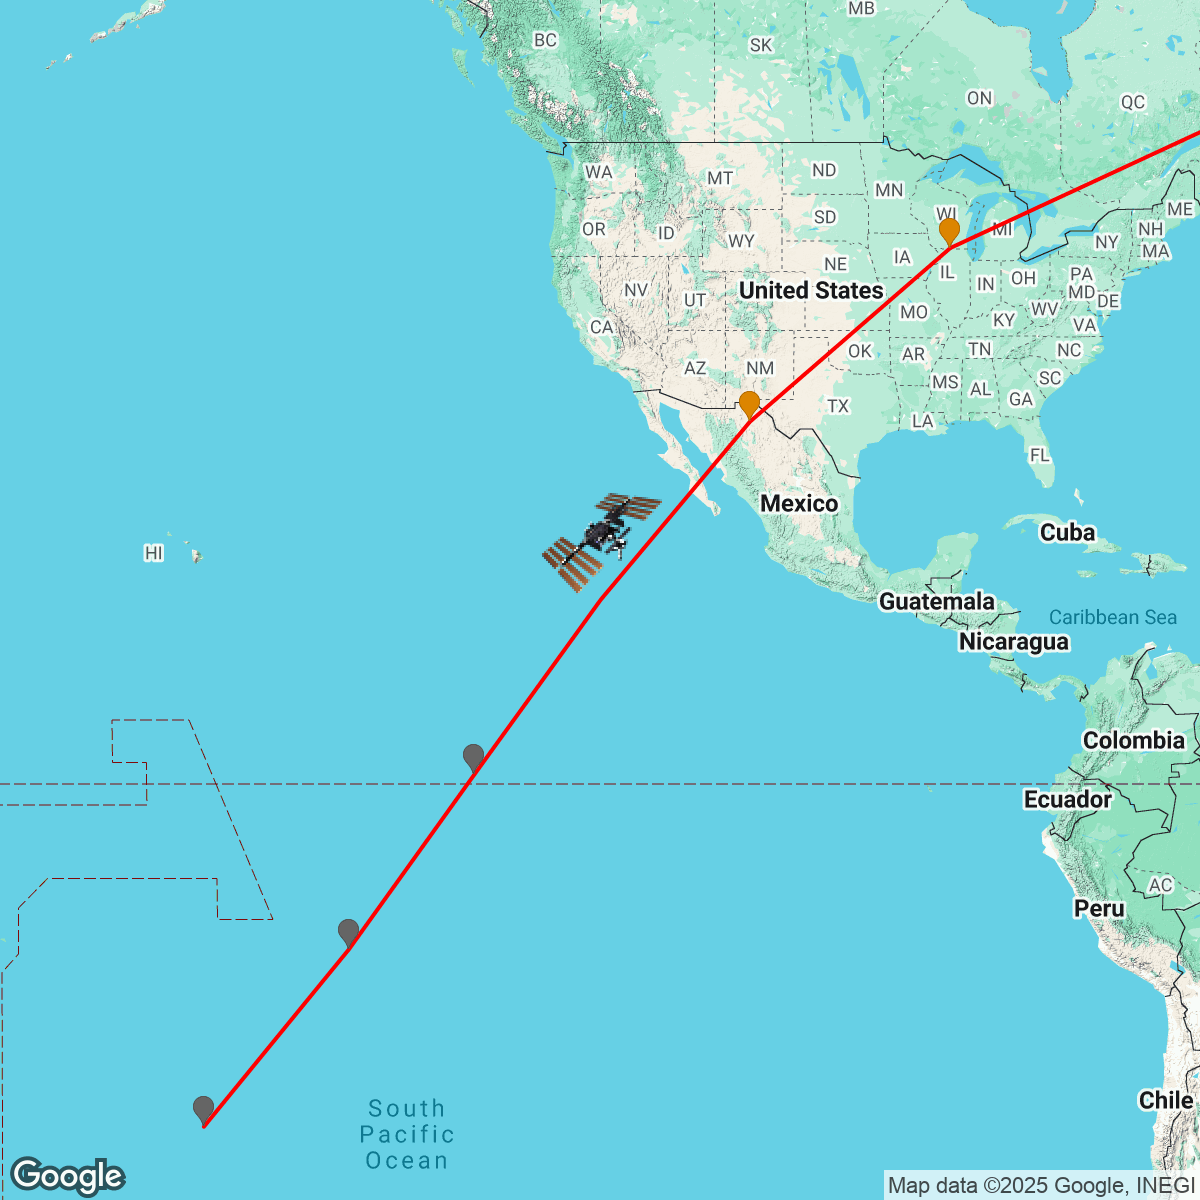 MB
BC
SK
ON
QC
WA
MT
ND
MN
WI
MI
ME
OR
ID
SD
WY
NH
NY
MA
IA
NE
IL
IN
OH
PA
MD
DE
NV
UT
United States
MO
WV
KY
VA
CA
AZ
NM
OK
AR
TN
NC
MS
AL
SC
GA
TX
LA
FL
Mexico
Cuba
HI
Guatemala
Caribbean Sea
Nicaragua
Colombia
Ecuador
AC
Peru
Chile
South
Pacific
Ocean
Google
Map data ©2025 Google, INEGI